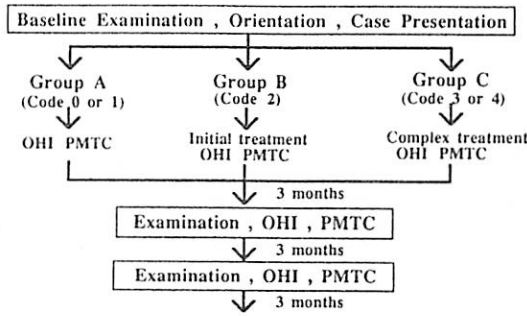 Baseline Examination , Orientation , Case Presentation
Group A
(Code 0 or 1)
Group B
(Code 2)
Group C
(Code 3 or 4)
OHI PMTC
Initial treatment
OHI PMTC
Complex treatment
OHI PMTC
3 months
Examination , OHI , PMTC
3 months
Examination , OHI , PMTC
3 months